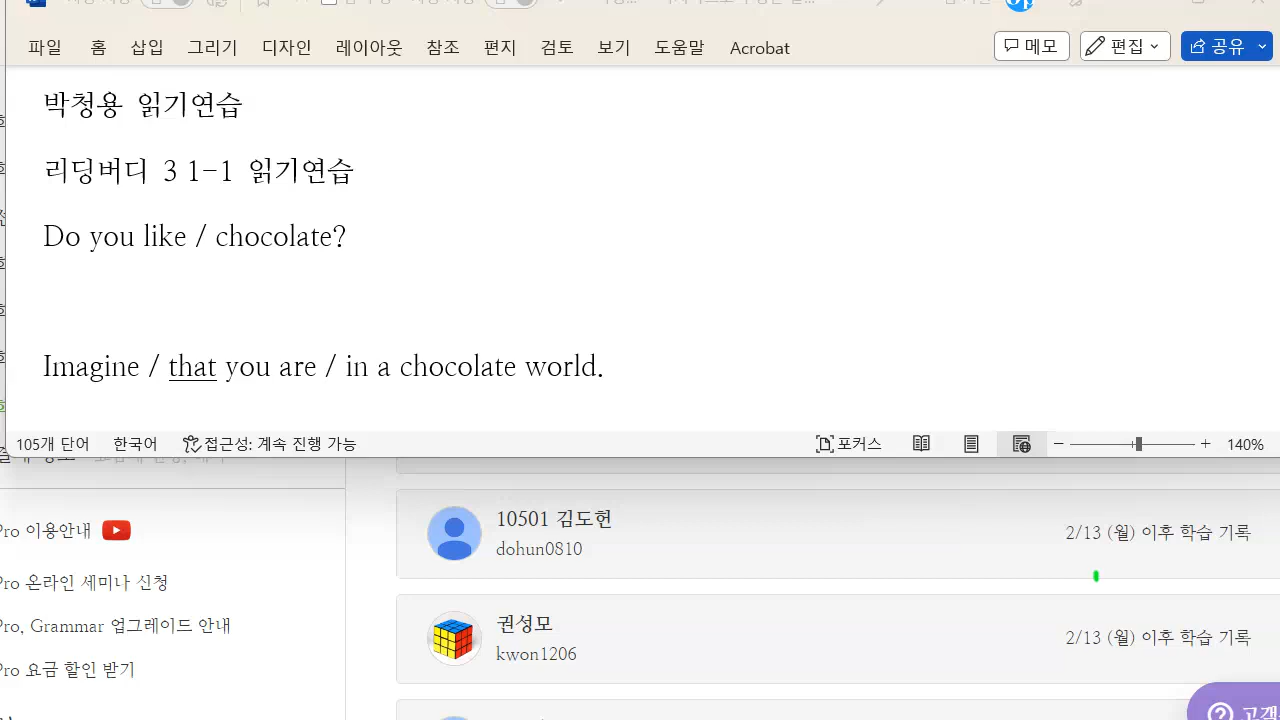 파일 홈 삽입 그리기 디자인 레이아웃 참조 편지 검토 보기 도움말 Acrobat 메모 편집 공유
박청용 읽기연습
리딩버디 3 1-1 읽기연습
Do you like / chocolate?
Imagine / that you are / in a chocolate world.
105개 단어 한국어 접근성: 계속 진행 가능 포커스 140%
Pro 이용안내
10501 김도헌
2/13 (월) 이후 학습 기록
dohun0810
Pro 온라인 세미나 신청
Pro, Grammar 업그레이드 안내
권성모
2/13 (월) 이후 학습 기록
kwon1206
Pro 요금 할인 받기
고객